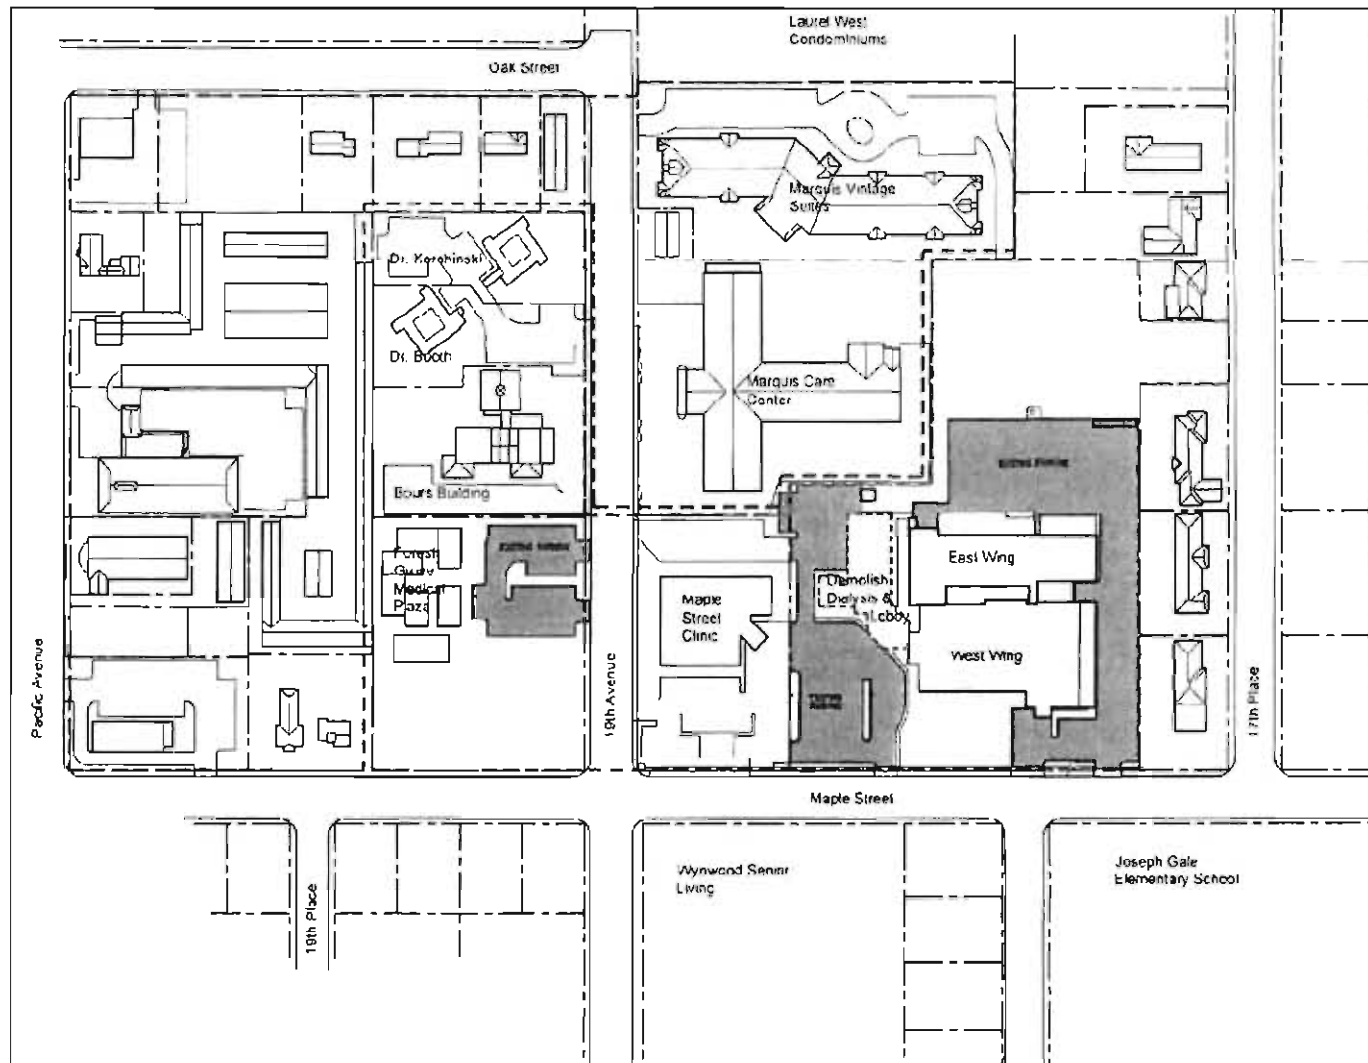 Laurel West
Condominiums
Oak Street
Marquis Vintage
Suites
Dr. Korchinski
Dr. Booth
Marquis Care
Center
Bours Building
Forest
Grove
Medical
Plaza
East Wing
Demolish
Dialysis &
Lobby
Maple
Street
Clinic
West Wing
Pacific Avenue
19th Avenue
17th Place
Maple Street
19th Place
Wynwood Senior
Living
Joseph Gale
Elementary School